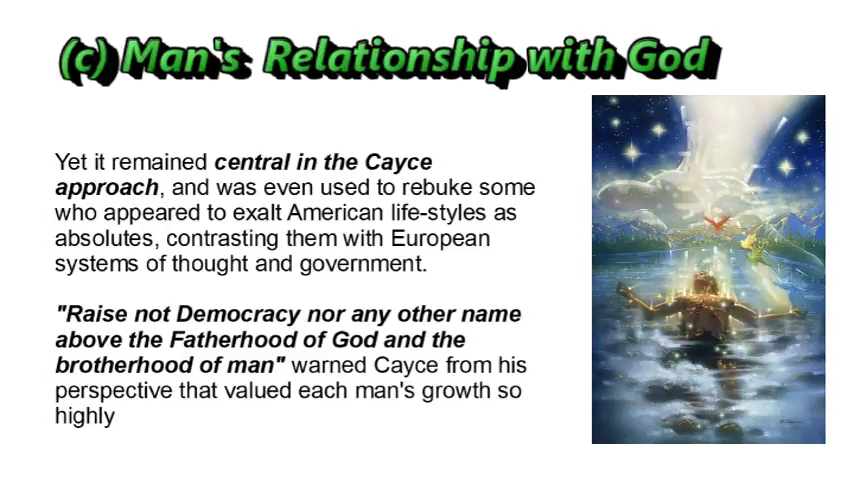 (c) Man's Relationship with God
Yet it remained central in the Cayce
approach, and was even used to rebuke some
who appeared to exalt American life-styles as
absolutes, contrasting them with European
systems of thought and government.
"Raise not Democracy nor any other name
above the Fatherhood of God and the
brotherhood of man" warned Cayce from his
perspective that valued each man's growth so
highly